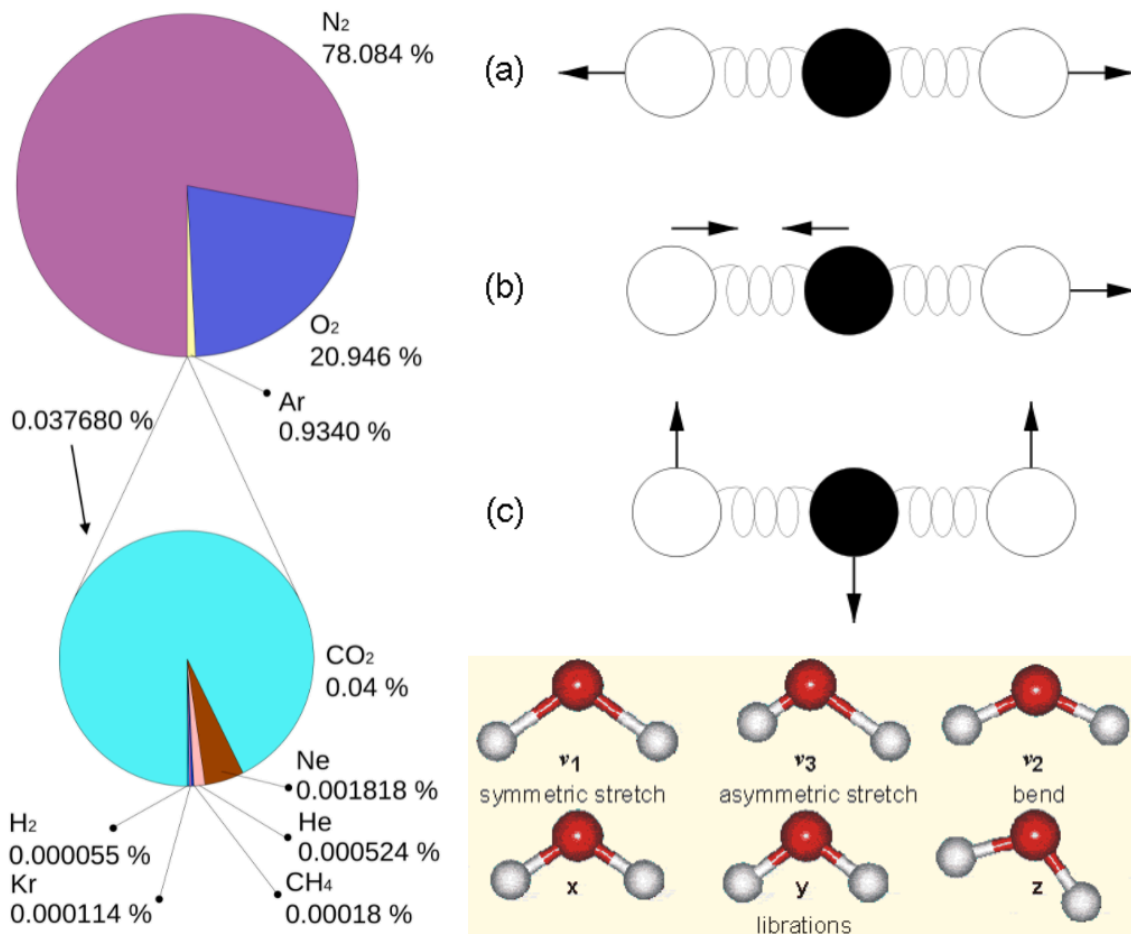 N₂
78.084 %
O₂
20.946 %
Ar
0.9340 %
0.037680 %
CO₂
0.04 %
Ne
0.001818 %
He
0.000524 %
CH₄
0.00018 %
H₂
0.000055 %
Kr
0.000114 %
(a)
(b)
(c)
v₁
symmetric stretch
v₃
asymmetric stretch
v₂
bend
x
y
z
librations